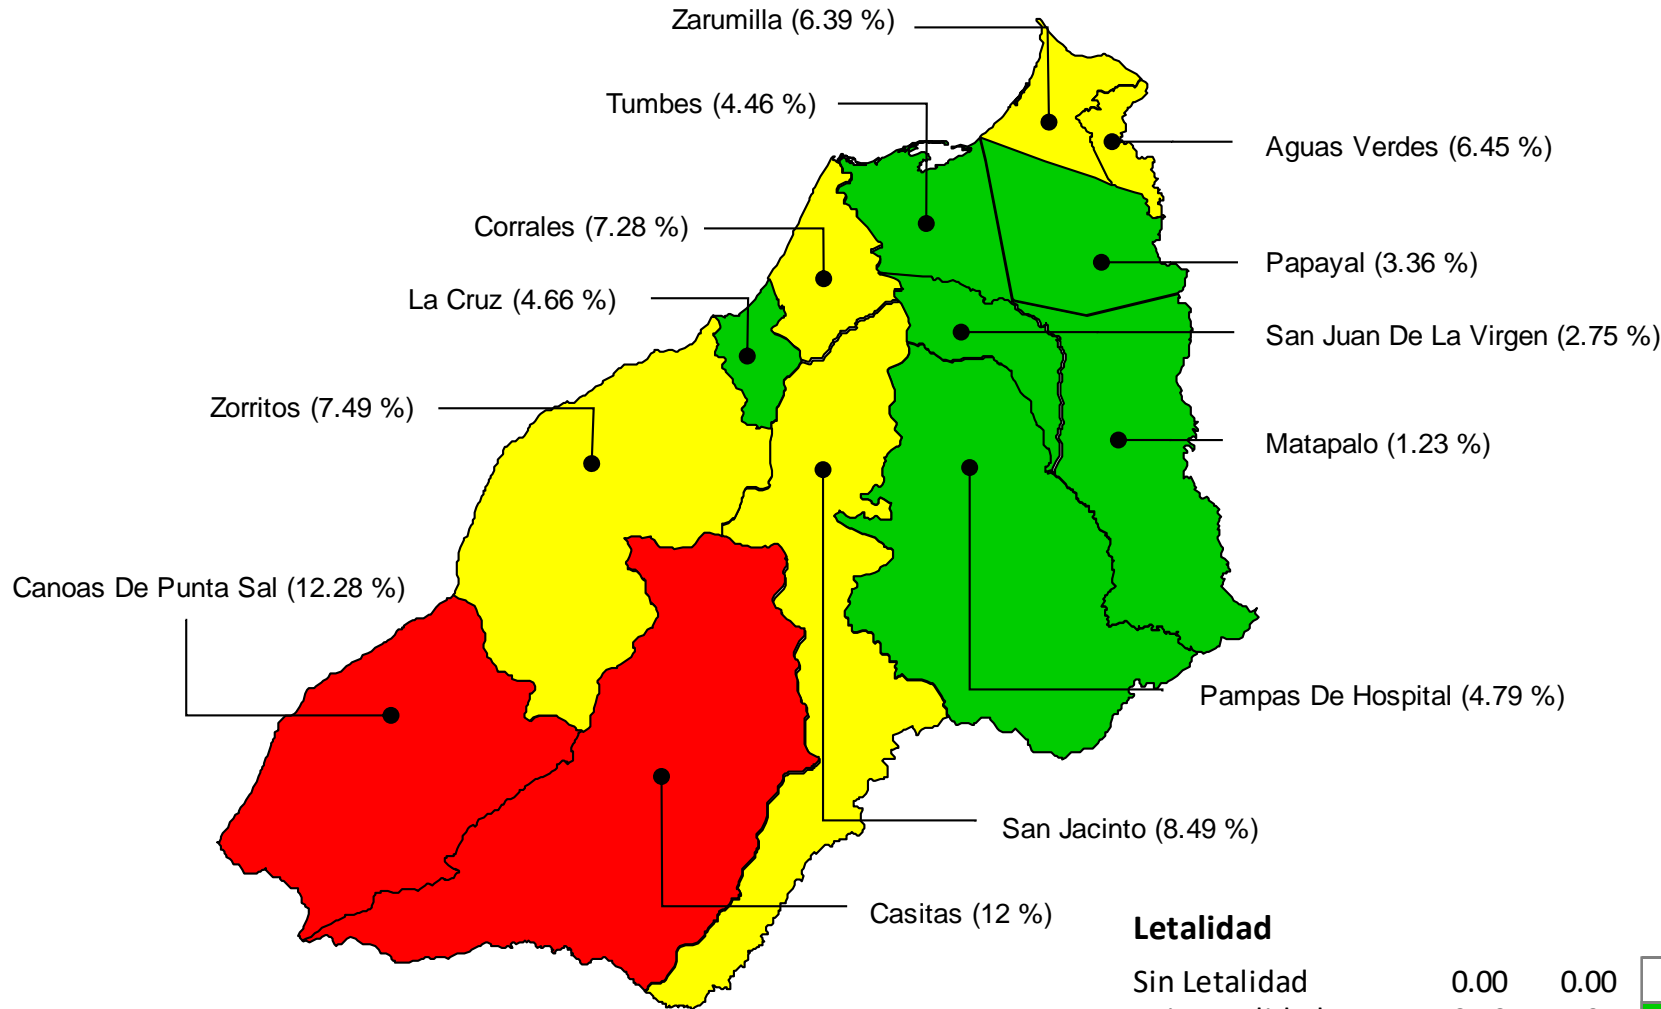 Zarumilla (6.39 %)
Tumbes (4.46 %)
Aguas Verdes (6.45 %)
Corrales (7.28 %)
Papayal (3.36 %)
La Cruz (4.66 %)
San Juan De La Virgen (2.75 %)
Zorritos (7.49 %)
Matapalo (1.23 %)
Canoas De Punta Sal (12.28 %)
Pampas De Hospital (4.79 %)
San Jacinto (8.49 %)
Casitas (12 %)
Letalidad
Sin Letalidad 0.00 0.00